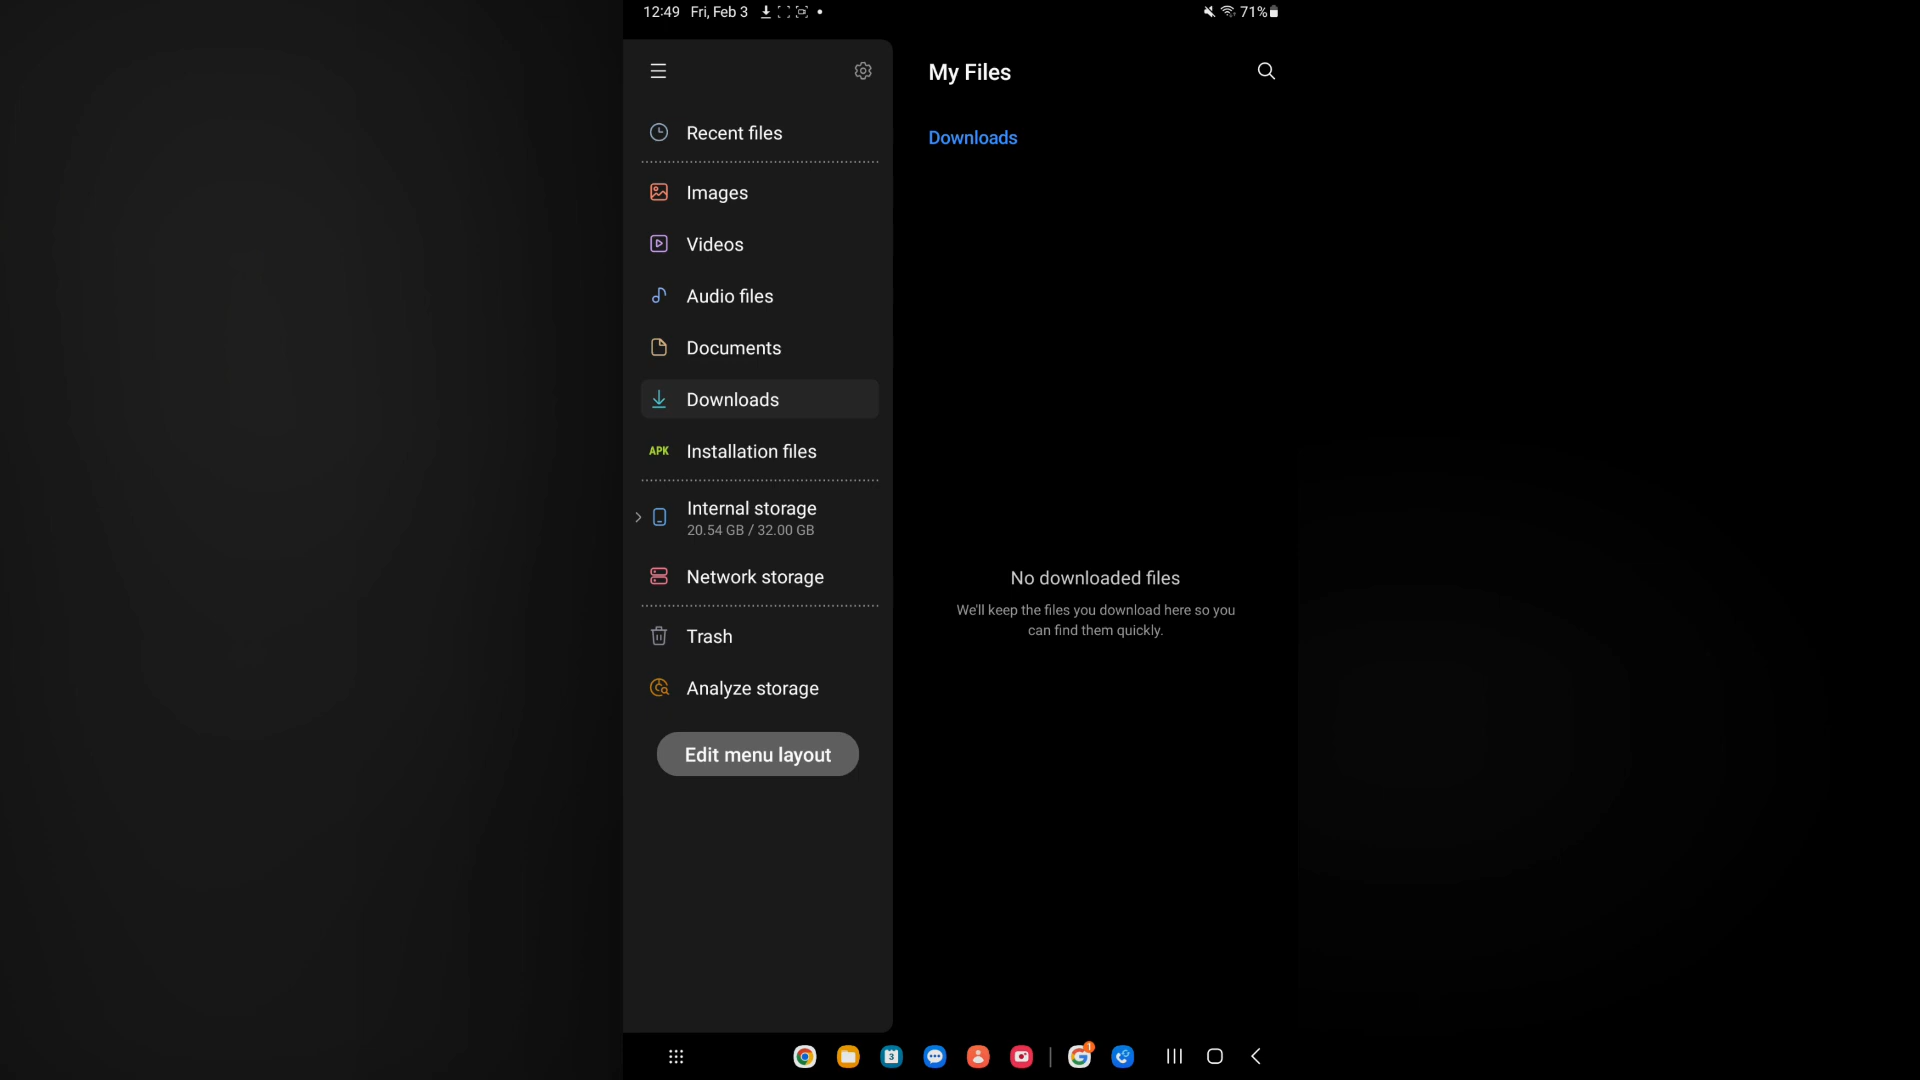 12:49 Fri, Feb 3
71%
My Files
Recent files
Downloads
Images
Videos
Audio files
Documents
Downloads
APK Installation files
Internal storage
20.54 GB / 32.00 GB
Network storage
No downloaded files
We'll keep the files you download here so you
can find them quickly.
Trash
Analyze storage
Edit menu layout
3
G 1